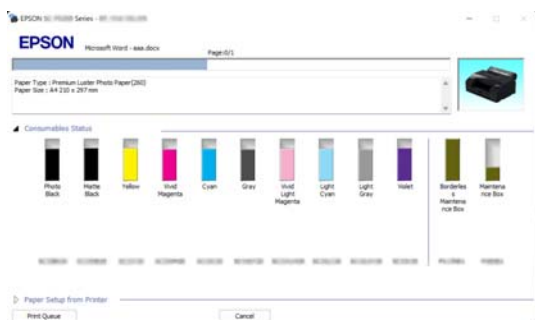 EPSON SC Series -
EPSON
Microsoft Word - aaa.docx
Page:0/1
Paper Type : Premium Luster Photo Paper(260)
Paper Size : A4 210 x 297 mm
Consumables Status
Photo Black
Matte Black
Yellow
Vivid Magenta
Cyan
Gray
Vivid Light Magenta
Light Cyan
Light Gray
Violet
Borderles s Maintena nce Box
Maintena nce Box
Paper Setup from Printer
Print Queue
Cancel